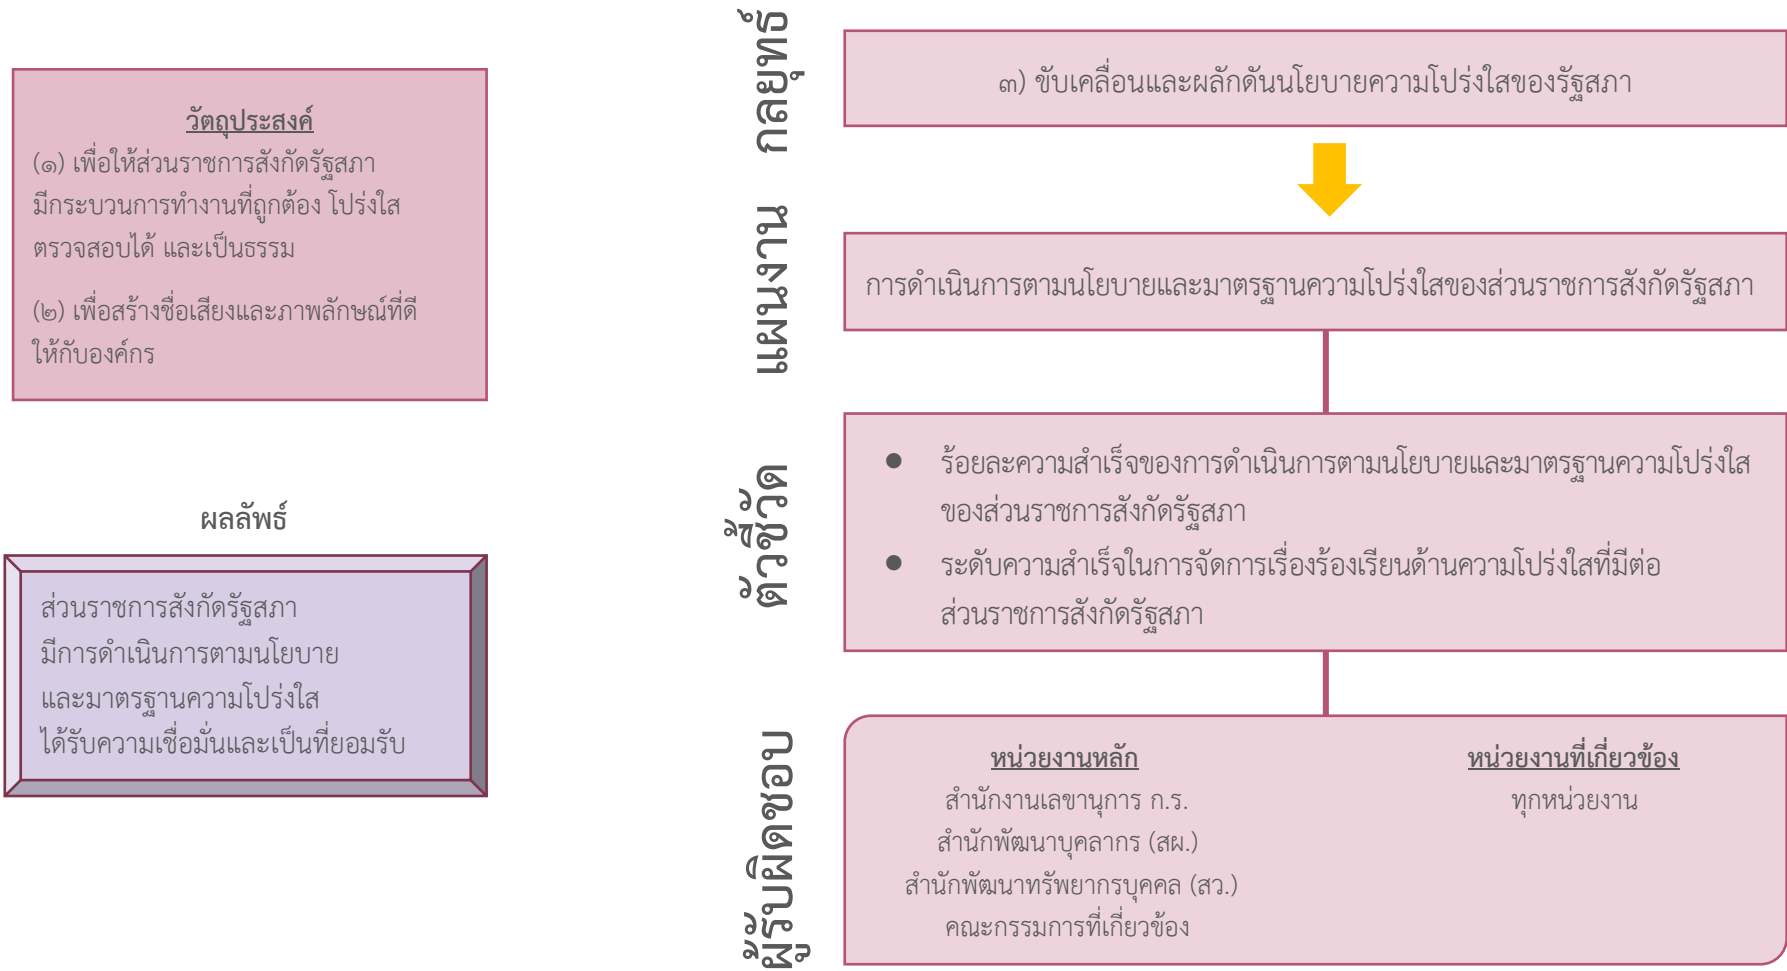 วัตถุประสงค์
(๑) เพื่อให้ส่วนราชการสังกัดรัฐสภา
มีกระบวนการทำงานที่ถูกต้อง โปร่งใส
ตรวจสอบได้ และเป็นธรรม
(๒) เพื่อสร้างชื่อเสียงและภาพลักษณ์ที่ดี
ให้กับองค์กร
ผลลัพธ์
ส่วนราชการสังกัดรัฐสภา
มีการดำเนินการตามนโยบาย
และมาตรฐานความโปร่งใส
ได้รับความเชื่อมั่นและเป็นที่ยอมรับ
กลยุทธ์
๓) ขับเคลื่อนและผลักดันนโยบายความโปร่งใสของรัฐสภา
แผนงาน
การดำเนินการตามนโยบายและมาตรฐานความโปร่งใสของส่วนราชการสังกัดรัฐสภา
ตัวชี้วัด
● ร้อยละความสำเร็จของการดำเนินการตามนโยบายและมาตรฐานความโปร่งใส
ของส่วนราชการสังกัดรัฐสภา
● ระดับความสำเร็จในการจัดการเรื่องร้องเรียนด้านความโปร่งใสที่มีต่อ
ส่วนราชการสังกัดรัฐสภา
ผู้รับผิดชอบ
หน่วยงานหลัก
สำนักงานเลขานุการ ก.ร.
สำนักพัฒนาบุคลากร (สผ.)
สำนักพัฒนาทรัพยากรบุคคล (สว.)
คณะกรรมการที่เกี่ยวข้อง
หน่วยงานที่เกี่ยวข้อง
ทุกหน่วยงาน